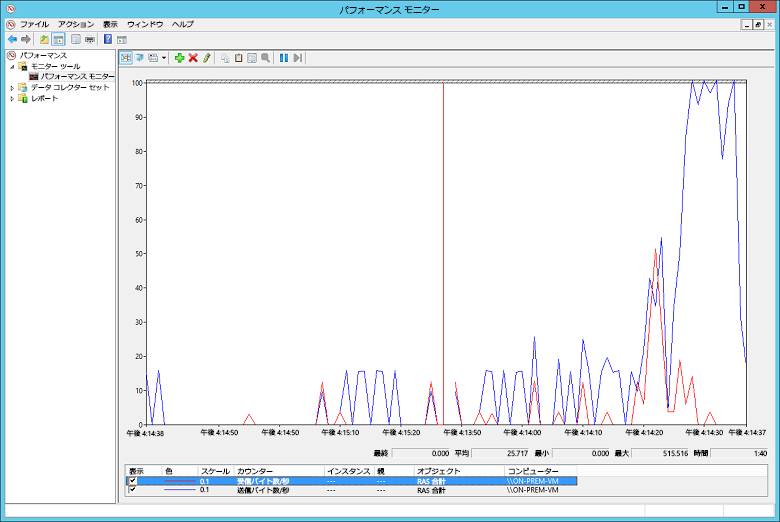 パフォーマンス モニター
ファイル アクション 表示 ウィンドウ ヘルプ
パフォーマンス
モニター ツール
パフォーマンス モニター
データ コレクター セット
レポート
100
90
80
70
60
50
40
30
20
10
0
午後 4:14:38 午後 4:14:50 午後 4:14:50 午後 4:15:10 午後 4:15:20 午後 4:13:50 午後 4:14:00 午後 4:14:10 午後 4:14:20 午後 4:14:30 午後 4:14:37
最終 0.000 平均 25.717 最小 0.000 最大 515.516 時間 1:40
表示 色 スケール カウンター インスタンス 親 オブジェクト コンピューター
0.1 受信バイト数/秒 --- --- RAS 合計 \\ON-PREM-VM
0.1 送信バイト数/秒 --- --- RAS 合計 \\ON-PREM-VM